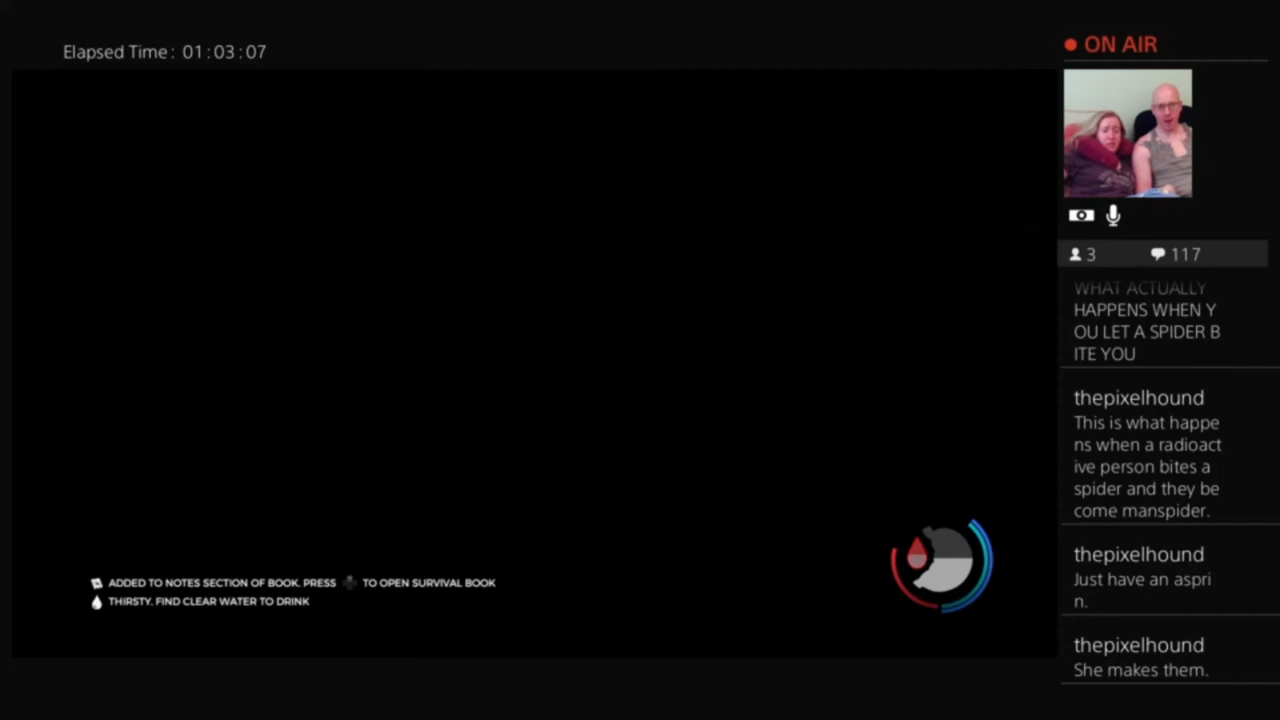 Elapsed Time: 01:03:07
ON AIR
3
117
WHAT ACTUALLY
HAPPENS WHEN Y
OU LET A SPIDER B
ITE YOU
thepixelhound
This is what happe
ns when a radioact
ive person bites a
spider and they be
come manspider.
thepixelhound
Just have an aspri
n.
thepixelhound
She makes them.
ADDED TO NOTES SECTION OF BOOK. PRESS TO OPEN SURVIVAL BOOK
THIRSTY. FIND CLEAR WATER TO DRINK